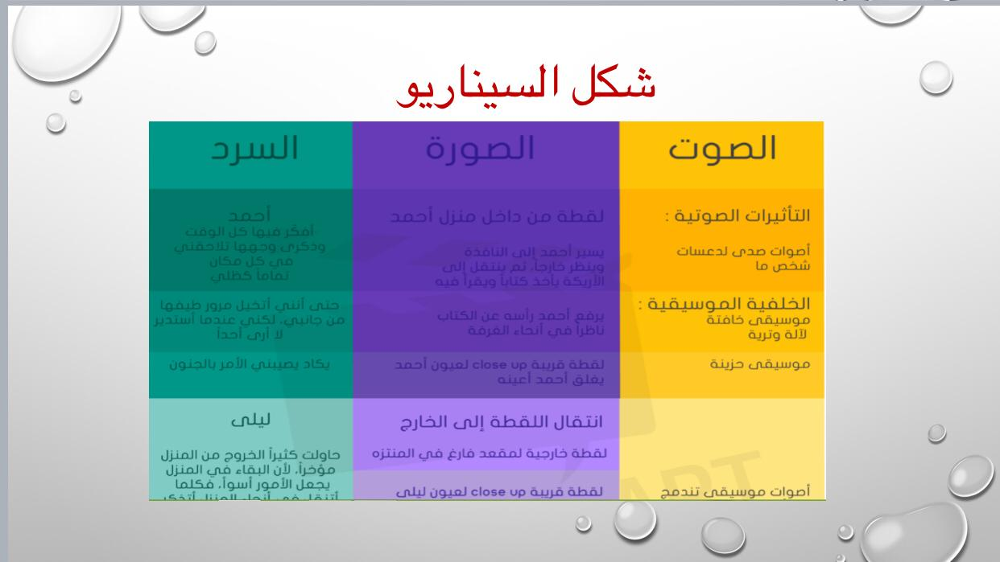 شكل السيناريو
الصوت
الصورة
السرد
التأثيرات الصوتية :
أصوات صدى لدعسات
شخص ما
لقطة من داخل منزل أحمد
يسير أحمد إلى النافذة
وينظر خارجاً، ثم ينتقل إلى
الأريكة يأخذ كتاباً ويقرأ فيه
أحمد
أفكر فيها كل الوقت
وذكرى وجهها تلاحقني
في كل مكان
تماما كظلي
الخلفية الموسيقية :
موسيقى خافتة
لآلة وترية
يرفع أحمد رأسه عن الكتاب
ناظراً في أنحاء الغرفة
حتى أنني أتخيل مرور طيفها
من جانبي، لكني عندما أستدير
لا أرى أحداً
موسيقى حزينة
لقطة قريبة close up لعيون أحمد
يغلق أحمد أعينه
يكاد يصيبني الأمر بالجنون
انتقال اللقطة إلى الخارج
لقطة خارجية لمقعد فارغ في المنتزه
لقطة قريبة close up لعيون ليلى
ليلى
حاولت كثيراً الخروج من المنزل
مؤخراً، لأن البقاء في المنزل
يجعل الأمور أسوأ، فكلما
أتنقل في أنحاء المنزل أتذكر
أصوات موسيقى تندمج
ART